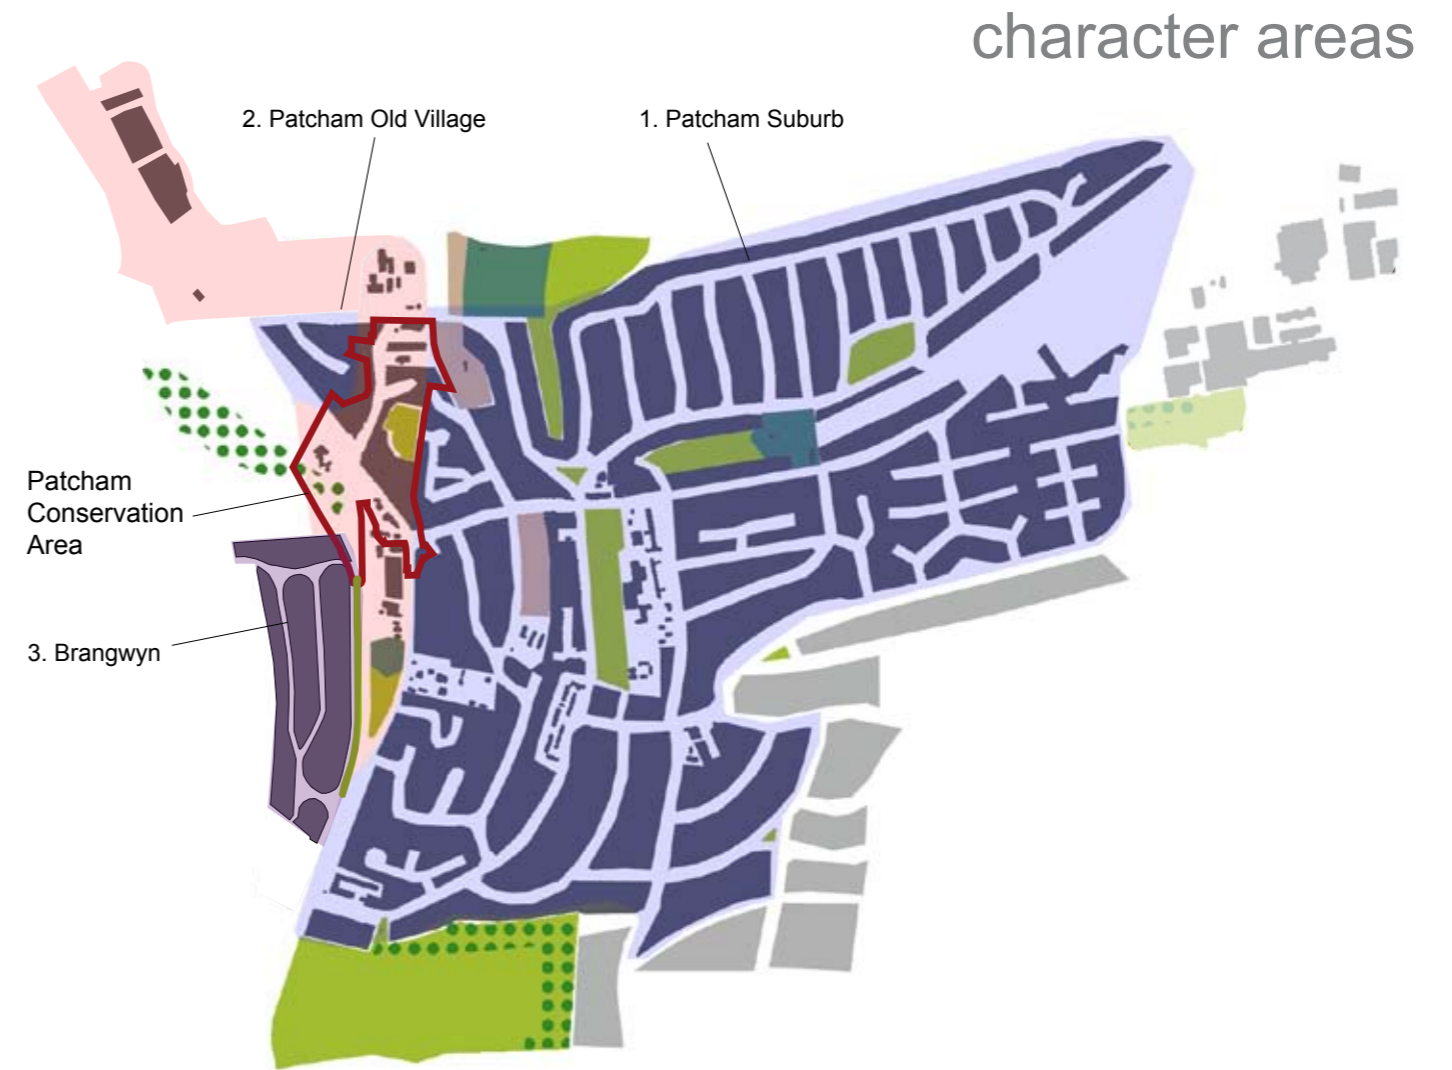 character areas
2. Patcham Old Village
1. Patcham Suburb
Patcham
Conservation
Area
3. Brangwyn